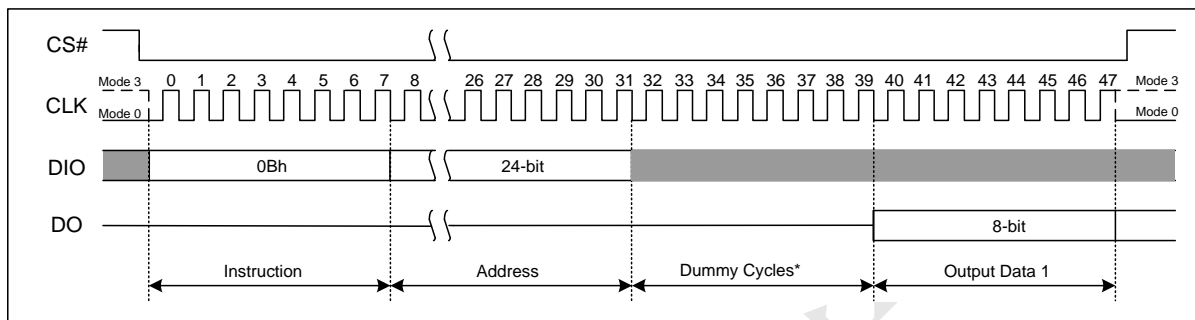 CS#
Mode 3 0 1 2 3 4 5 6 7 8 26 27 28 29 30 31 32 33 34 35 36 37 38 39 40 41 42 43 44 45 46 47 Mode 3
CLK
Mode 0 Mode 0
DIO 0Bh 24-bit
DO 8-bit
Instruction Address Dummy Cycles* Output Data 1